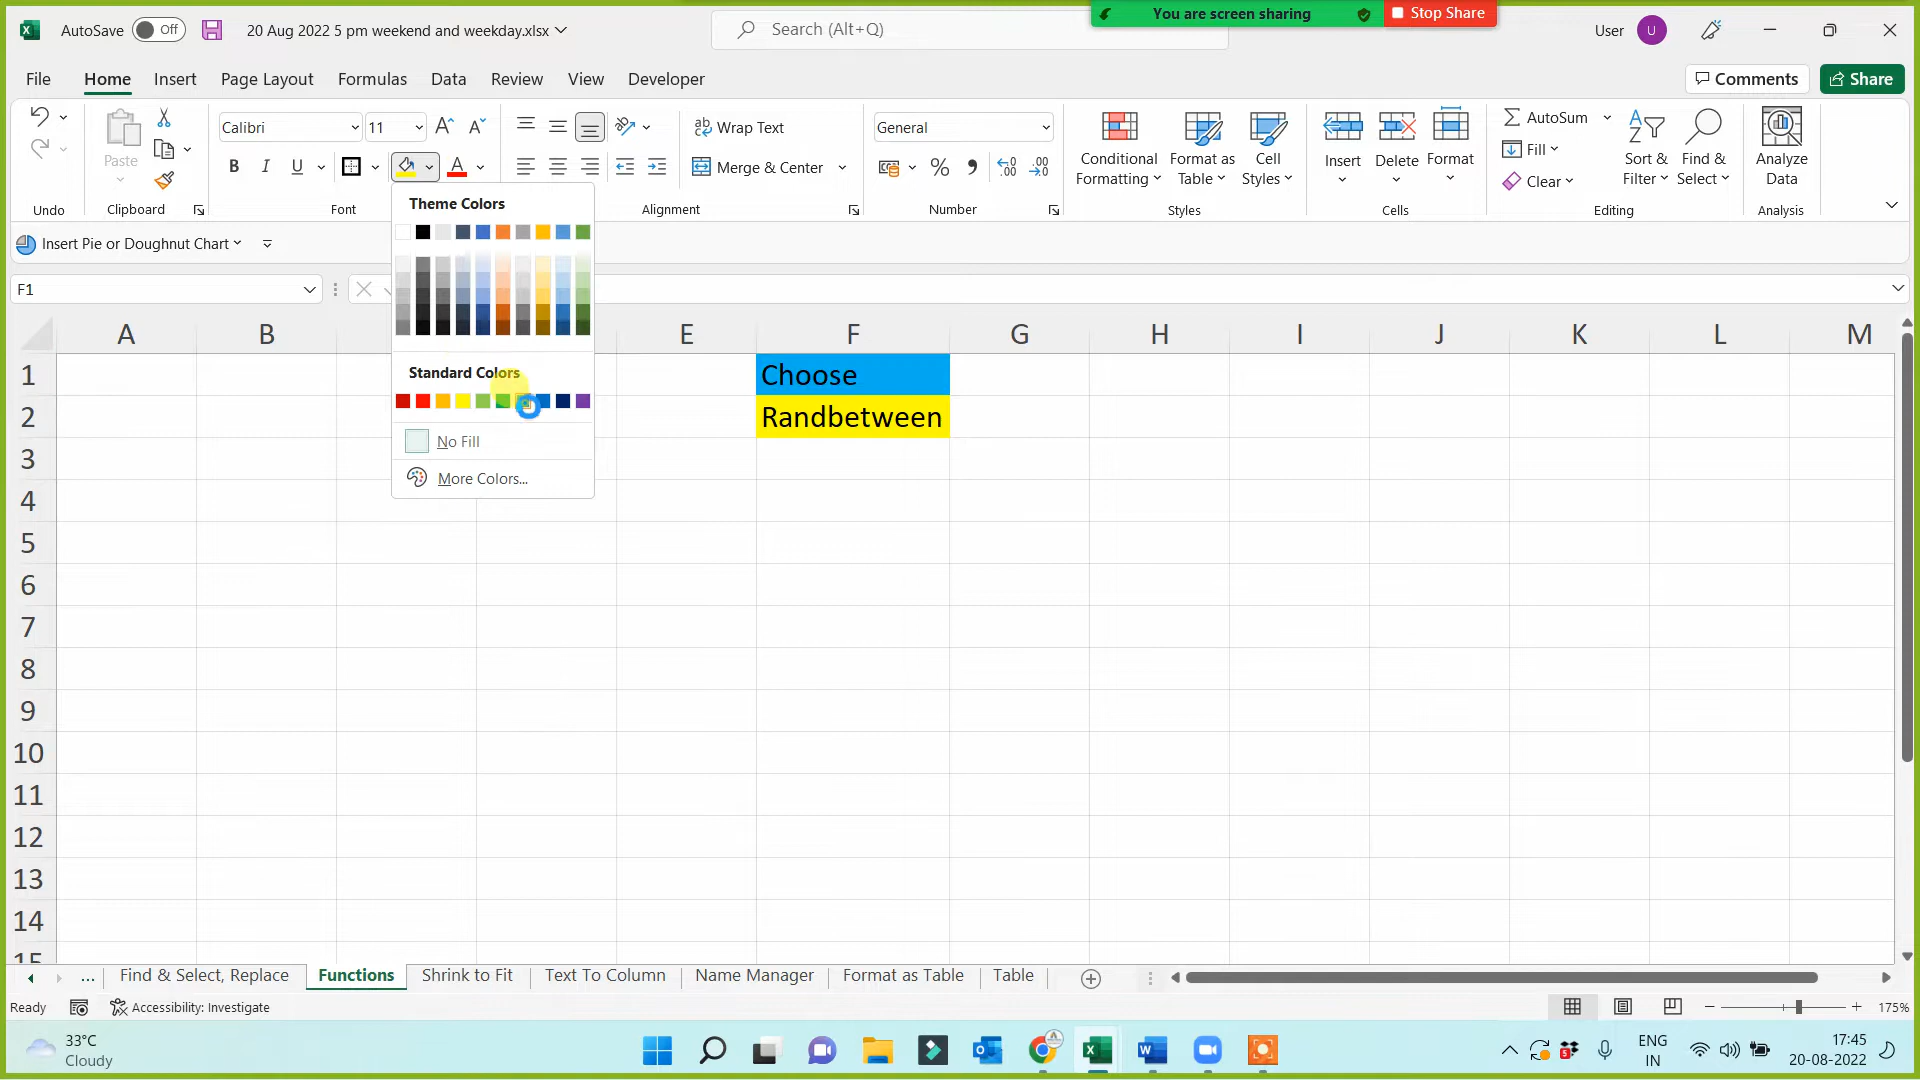 You are screen sharing Stop Share
AutoSave Off 20 Aug 2022 5 pm weekend and weekday.xlsx Search (Alt+Q) User U
File Home Insert Page Layout Formulas Data Review View Developer Comments Share
Calibri 11 Wrap Text General AutoSum
Paste B I U A Merge & Center % Conditional Formatting Format as Table Cell Styles Insert Delete Format Fill Clear Sort & Filter Find & Select Analyze Data
Undo Clipboard Font Alignment Number Styles Cells Editing Analysis
Theme Colors
Insert Pie or Doughnut Chart
F1
A B E F G H I J K L M
Standard Colors
No Fill
More Colors...
1 Choose
2 Randbetween
3
4
5
6
7
8
9
10
11
12
13
14
15
... Find & Select, Replace Functions Shrink to Fit Text To Column Name Manager Format as Table Table
Ready Accessibility: Investigate 175%
33°C
Cloudy
ENG
IN
17:45
20-08-2022